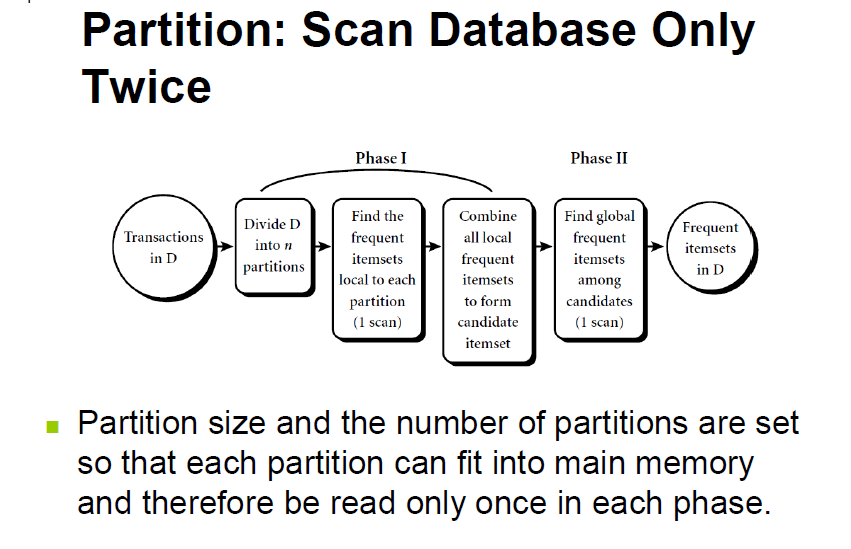 Partition: Scan Database Only
Twice
Phase I
Phase II
Transactions
in D
Divide D
into n
partitions
Find the
frequent
itemsets
local to each
partition
(1 scan)
Combine
all local
frequent
itemsets
to form
candidate
itemset
Find global
frequent
itemsets
among
candidates
(1 scan)
Frequent
itemsets
in D
Partition size and the number of partitions are set
so that each partition can fit into main memory
and therefore be read only once in each phase.